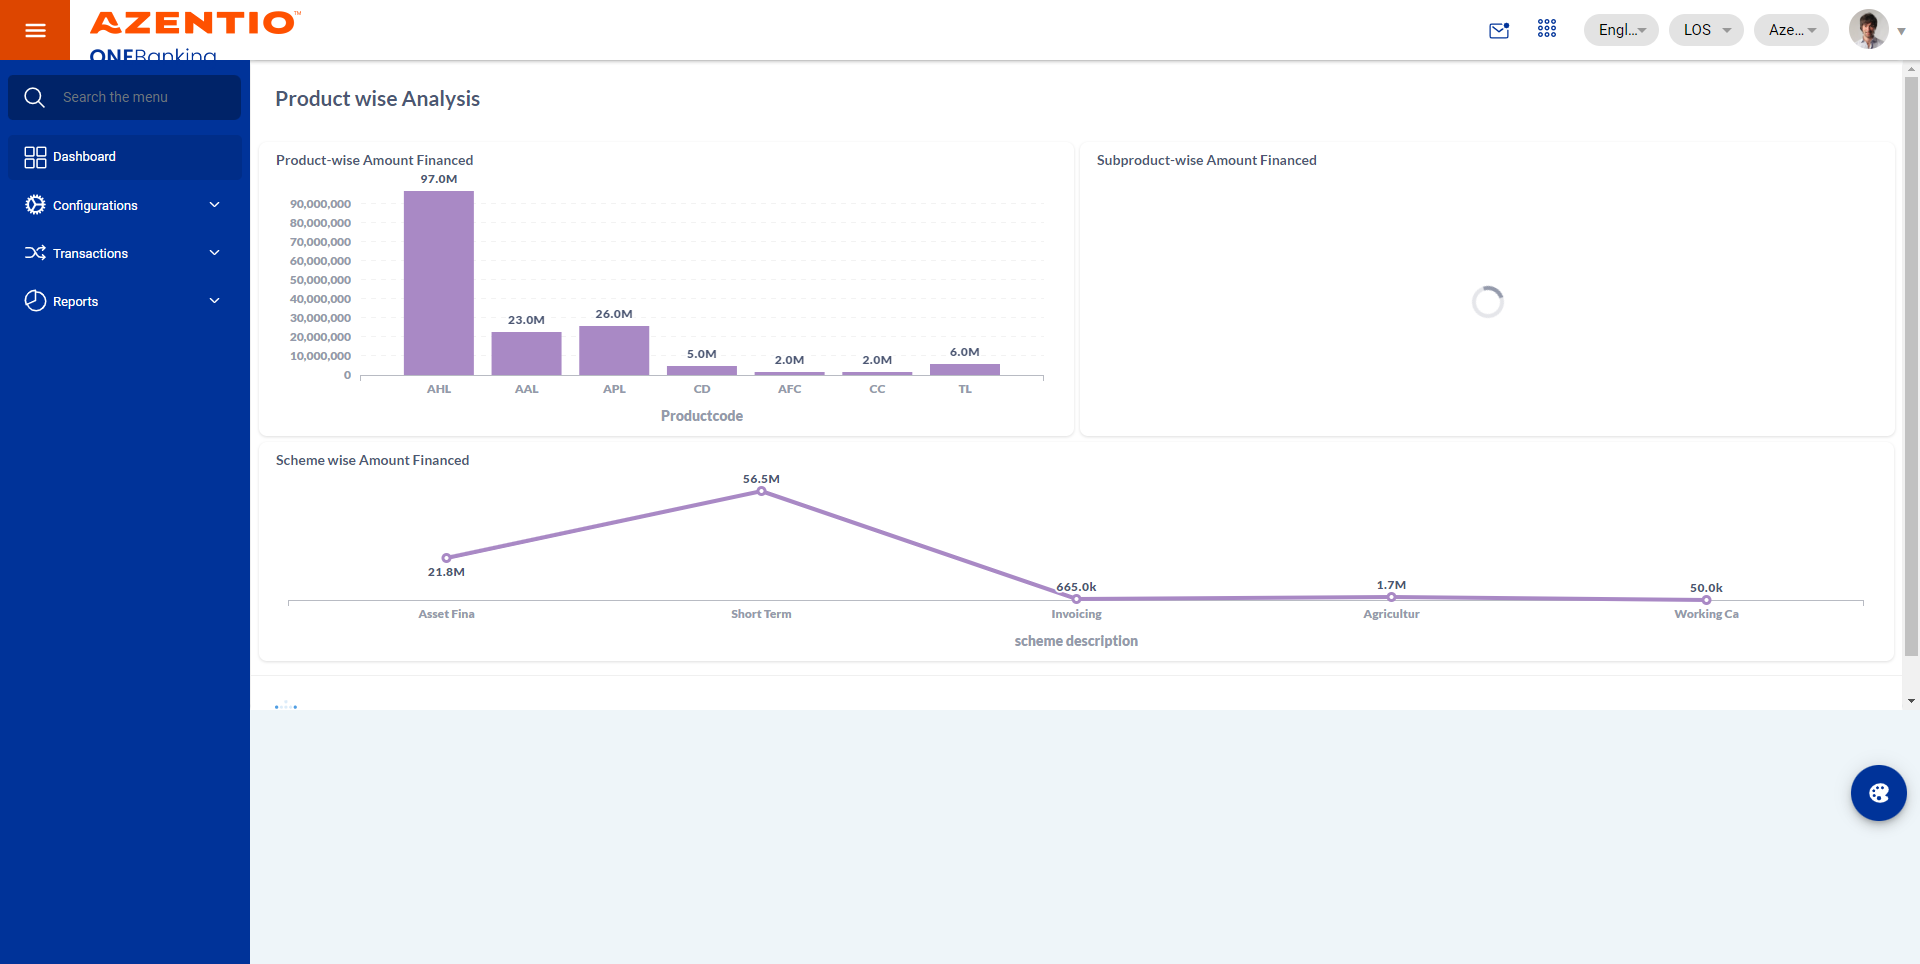 AZENTIO™
ONEBanking
Engl...
LOS
Aze...
Search the menu
Dashboard
Configurations
Transactions
Reports
Product wise Analysis
Product-wise Amount Financed
97.0M
90,000,000
80,000,000
70,000,000
60,000,000
50,000,000
40,000,000
30,000,000
20,000,000
10,000,000
0
23.0M
26.0M
5.0M
2.0M
2.0M
6.0M
AHL
AAL
APL
CD
AFC
CC
TL
Productcode
Subproduct-wise Amount Financed
Scheme wise Amount Financed
56.5M
21.8M
665.0k
1.7M
50.0k
Asset Fina
Short Term
Invoicing
Agricultur
Working Ca
scheme description